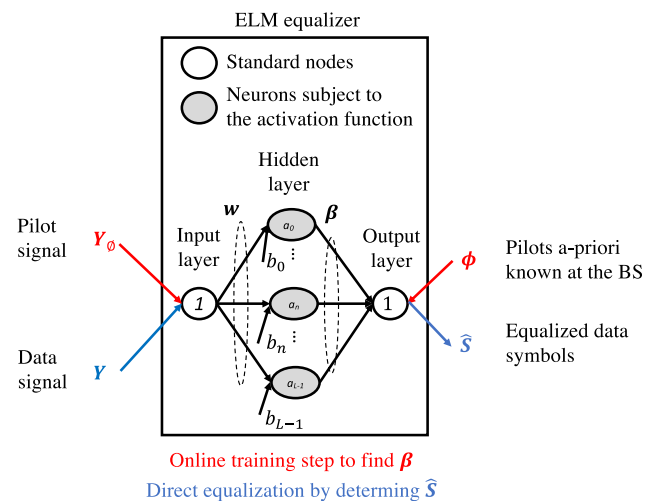 ELM equalizer
Standard nodes
Neurons subject to
the activation function
Hidden
layer
w
β
a0
Pilot
signal
Yø
Input
layer
b0
⋮
Output
layer
ϕ
Pilots a-priori
known at the BS
1
an
1
bn
⋮
Ŝ
Equalized data
symbols
Data
signal
Y
aL-1
bL−1
Online training step to find β
Direct equalization by determing Ŝ